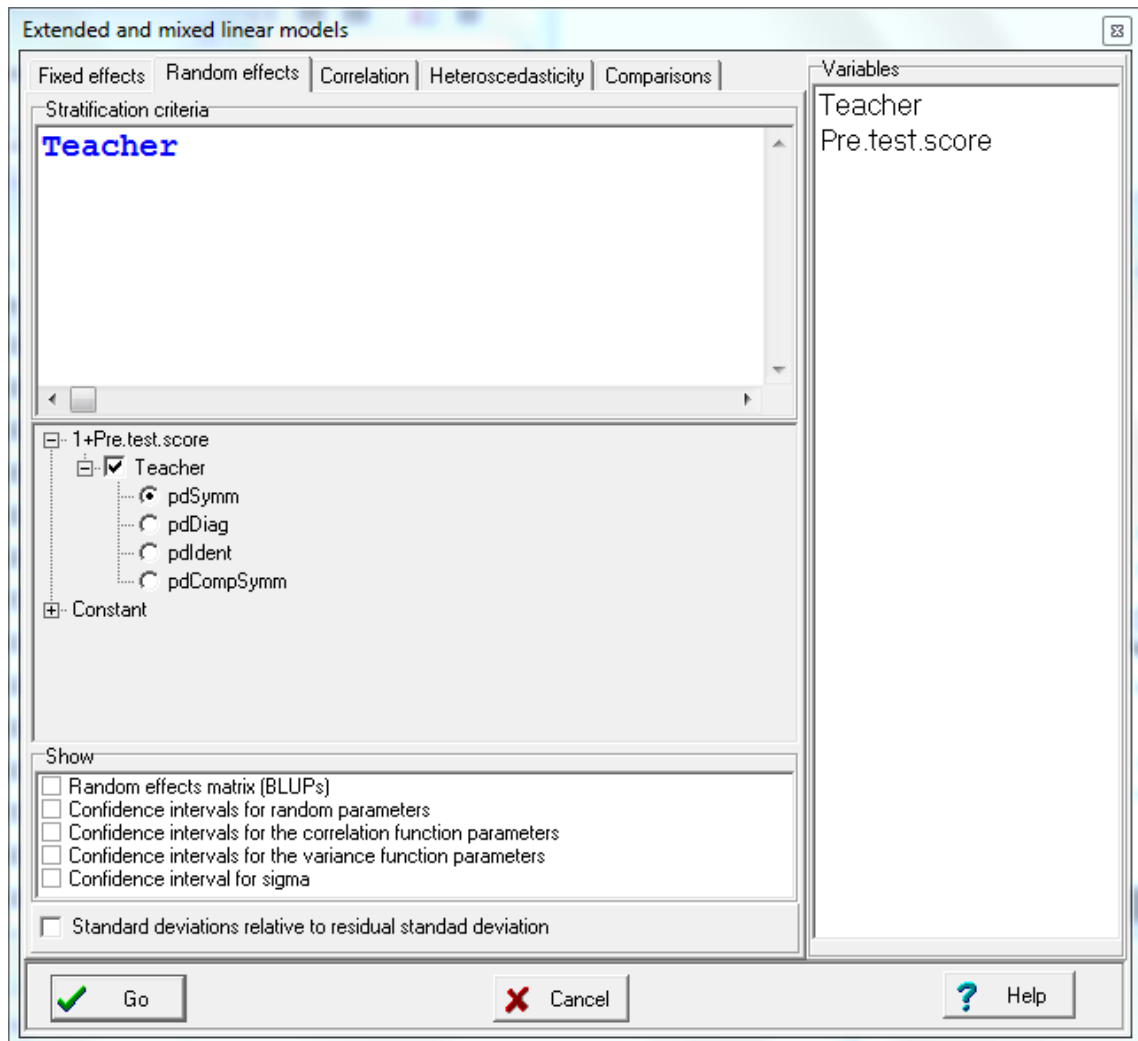 Extended and mixed linear models
Fixed effects Random effects Correlation Heteroscedasticity Comparisons
Stratification criteria
Teacher
1+Pre.test.score
Teacher
pdSymm
pdDiag
pdIdent
pdCompSymm
Constant
Show
Random effects matrix (BLUPs)
Confidence intervals for random parameters
Confidence intervals for the correlation function parameters
Confidence intervals for the variance function parameters
Confidence interval for sigma
Standard deviations relative to residual standad deviation
Variables
Teacher
Pre.test.score
Go Cancel Help